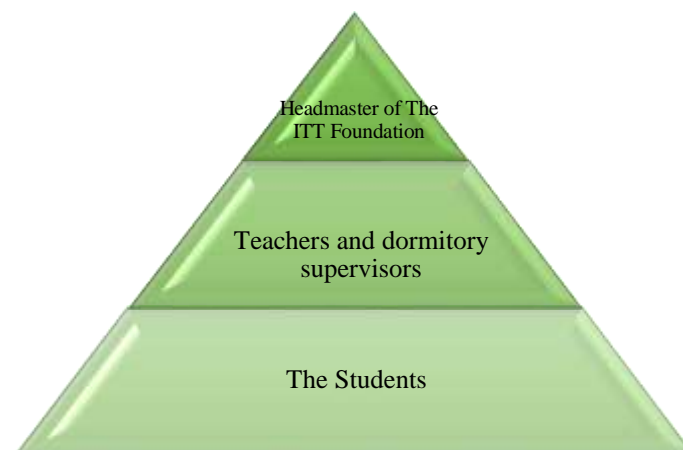 Headmaster of The
ITT Foundation
Teachers and dormitory
supervisors
The Students